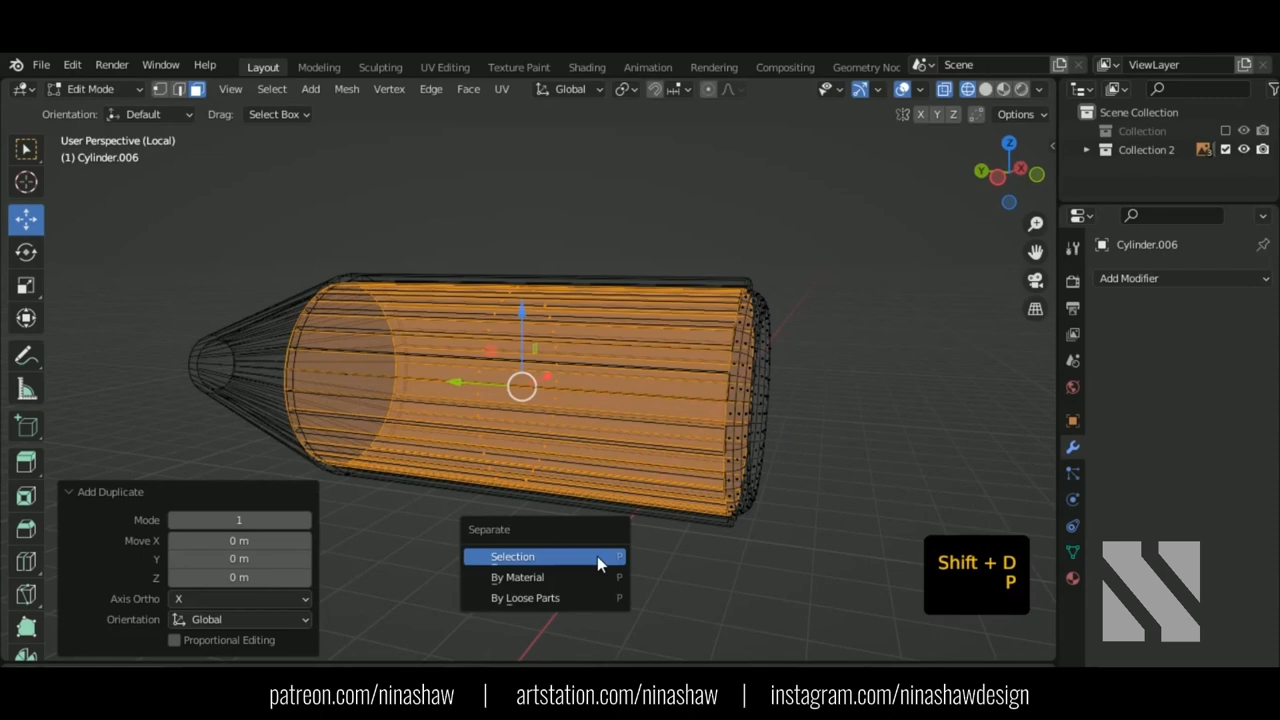 File Edit Render Window Help Layout Modeling Sculpting UV Editing Texture Paint Shading Animation Rendering Compositing Geometry Noc Scene ViewLayer
Edit Mode View Select Add Mesh Vertex Edge Face UV Global
Orientation: Default Drag: Select Box X Y Z Options
User Perspective (Local)
(1) Cylinder.006
Z
Y
X
Scene Collection
Collection
Collection 2
3
Cylinder.006
Add Modifier
Add Duplicate
Mode 1
Move X 0 m
Y 0 m
Z 0 m
Axis Ortho X
Orientation Global
Proportional Editing
Separate
Selection P
By Material P
By Loose Parts P
Shift + D
P
patreon.com/ninashaw | artstation.com/ninashaw | instagram.com/ninashawdesign